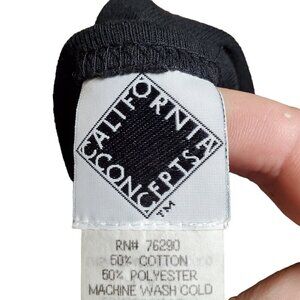 CALIFORNIA
CONCEPTS
TM
RN# 76290
50% COTTON
50% POLYESTER
MACHINE WASH COLD